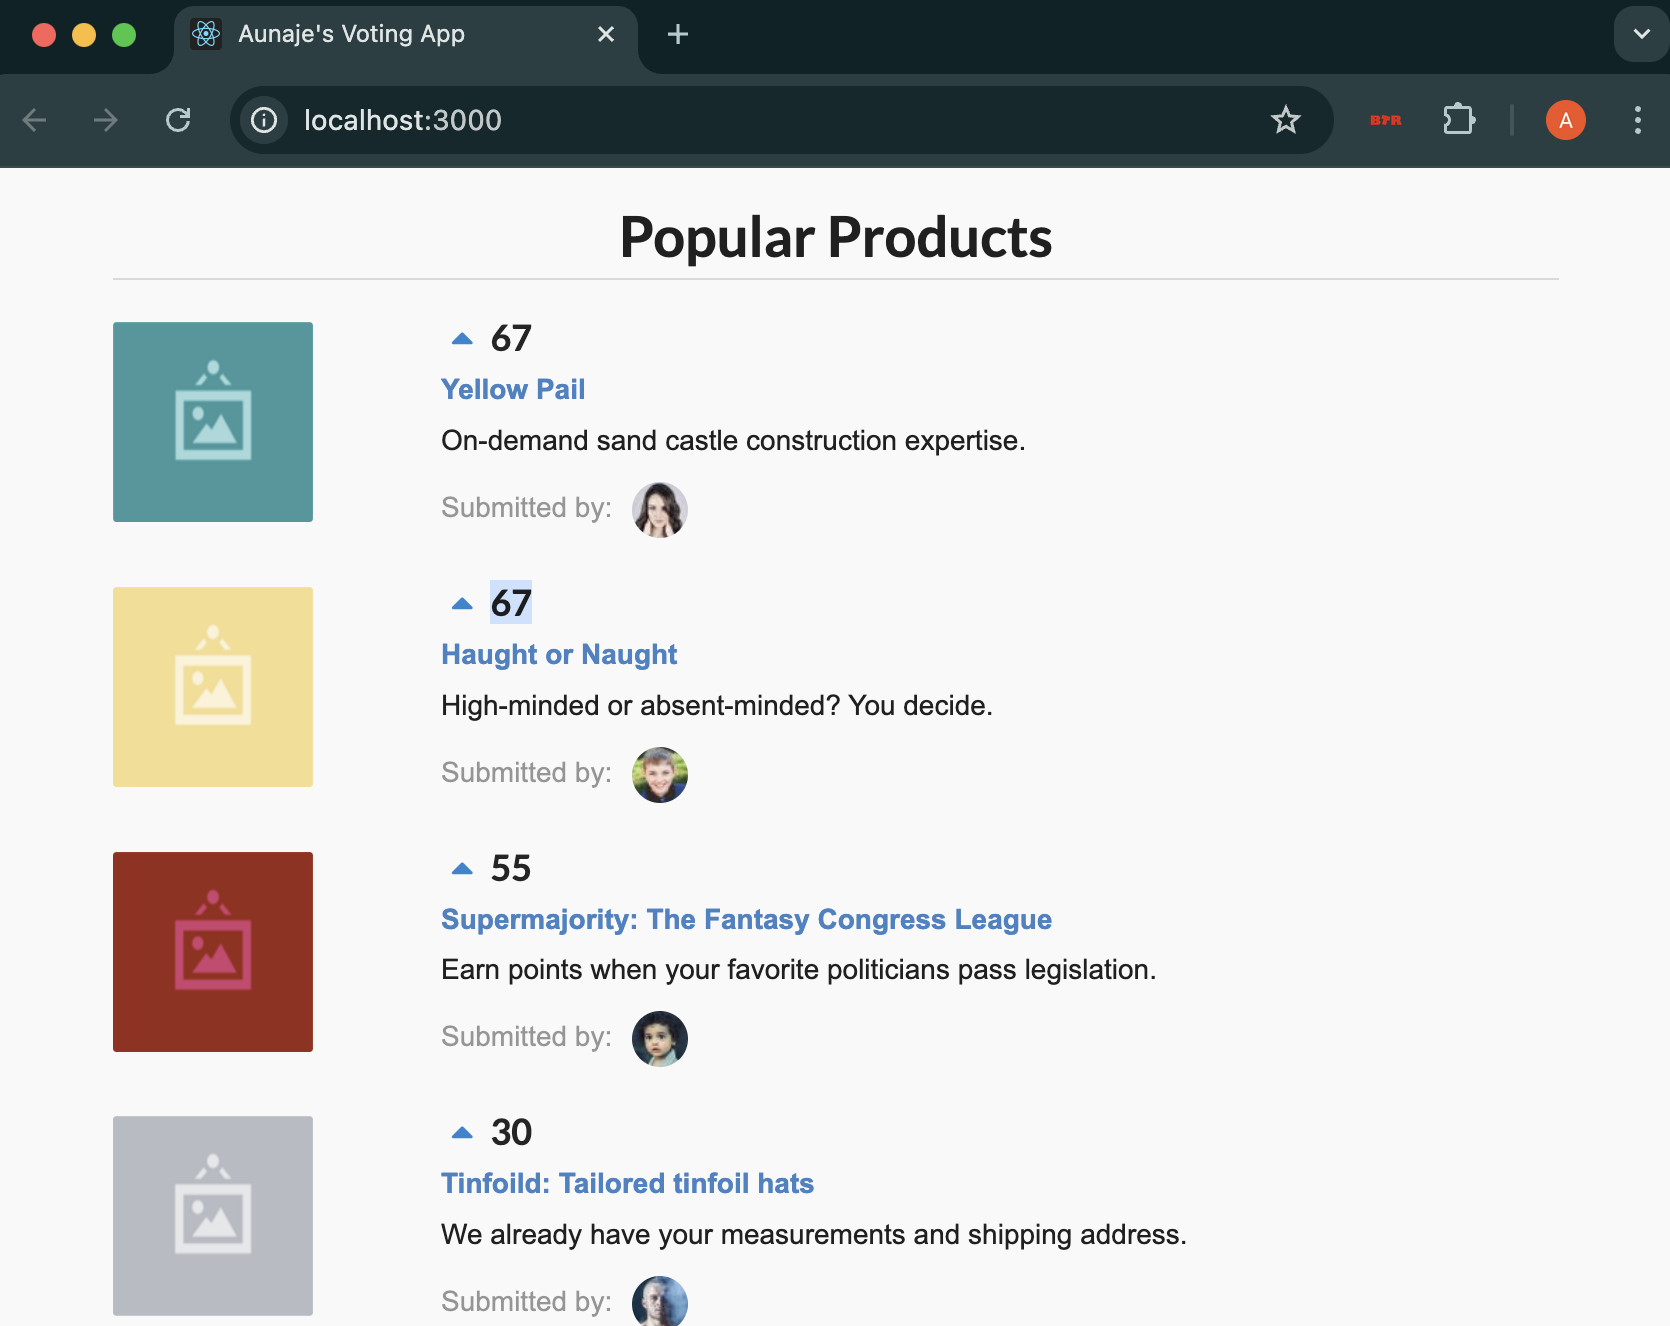 Aunaje's Voting App
localhost:3000
BTR
A
Popular Products
67
Yellow Pail
On-demand sand castle construction expertise.
Submitted by:
67
Haught or Naught
High-minded or absent-minded? You decide.
Submitted by:
55
Supermajority: The Fantasy Congress League
Earn points when your favorite politicians pass legislation.
Submitted by:
30
Tinfoild: Tailored tinfoil hats
We already have your measurements and shipping address.
Submitted by: